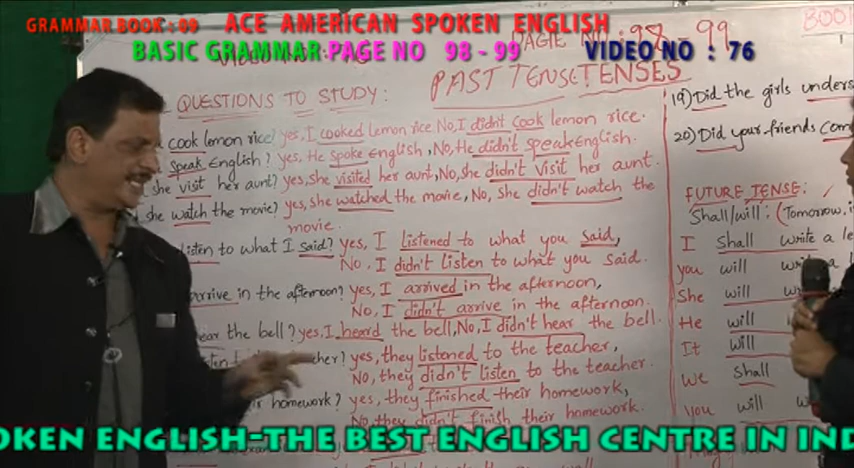 GRAMMAR BOOK : 09 ACE AMERICAN SPOKEN ENGLISH
BASIC GRAMMAR PAGE NO 98 - 99 VIDEO NO : 76
PAGE NO: 98-99
PAST TENSE TENSES
QUESTIONS TO STUDY:
cook lemon rice? yes, I cooked lemon rice No, I didn't cook lemon rice.
speak English? yes, He spoke English, No, He didn't speak English.
she visit her aunt? yes, she visited her aunt, No, she didn't visit her aunt.
she watch the movie? yes, she watched the movie, No, she didn't watch the
movie.
listen to what I said? yes, I listened to what you said,
No, I didn't listen to what you said.
arrive in the afternoon? yes, I arrived in the afternoon,
No, I didn't arrive in the afternoon.
hear the bell? yes, I heard the bell, No, I didn't hear the bell.
yes, they listened to the teacher,
No, they didn't listen to the teacher.
homework? yes, they finished their homework,
No, they didn't finish their homework.
19) Did the girls unders
20) Did your friends com
FUTURE TENSE:
Shall/will: (Tomorrow,
I shall write a le
you will write a
She will
He will
It will
we shall
you will
OKEN ENGLISH-THE BEST ENGLISH CENTRE IN IND